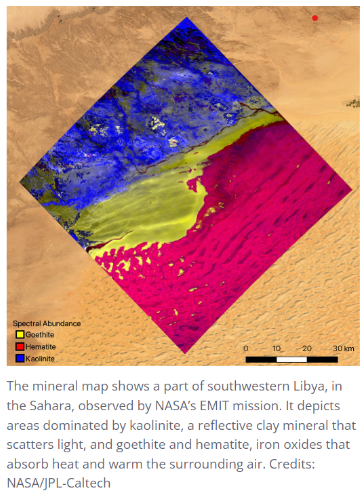 Spectral Abundance
Goethite
Hematite
Kaolinite
0 10 20 30 km
The mineral map shows a part of southwestern Libya, in
the Sahara, observed by NASA's EMIT mission. It depicts
areas dominated by kaolinite, a reflective clay mineral that
scatters light, and goethite and hematite, iron oxides that
absorb heat and warm the surrounding air. Credits:
NASA/JPL-Caltech